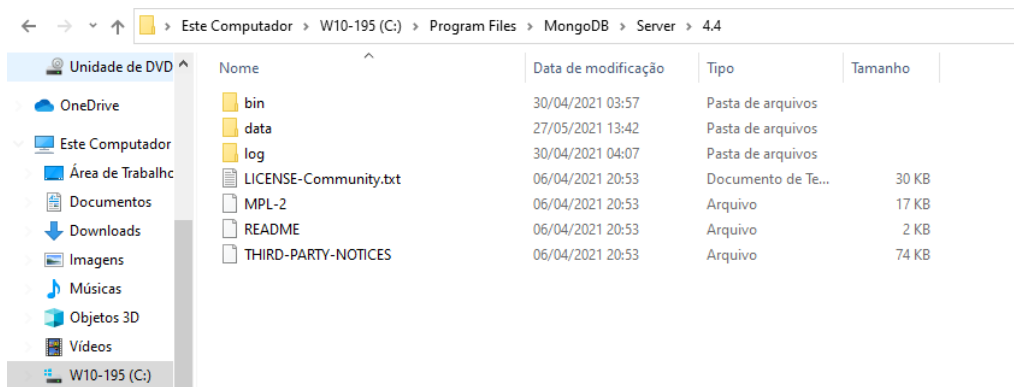 Este Computador > W10-195 (C:) > Program Files > MongoDB > Server > 4.4
Unidade de DVD
OneDrive
Este Computador
Área de Trabalho
Documentos
Downloads
Imagens
Músicas
Objetos 3D
Vídeos
W10-195 (C:)
Nome Data de modificação Tipo Tamanho
bin 30/04/2021 03:57 Pasta de arquivos
data 27/05/2021 13:42 Pasta de arquivos
log 30/04/2021 04:07 Pasta de arquivos
LICENSE-Community.txt 06/04/2021 20:53 Documento de Te... 30 KB
MPL-2 06/04/2021 20:53 Arquivo 17 KB
README 06/04/2021 20:53 Arquivo 2 KB
THIRD-PARTY-NOTICES 06/04/2021 20:53 Arquivo 74 KB